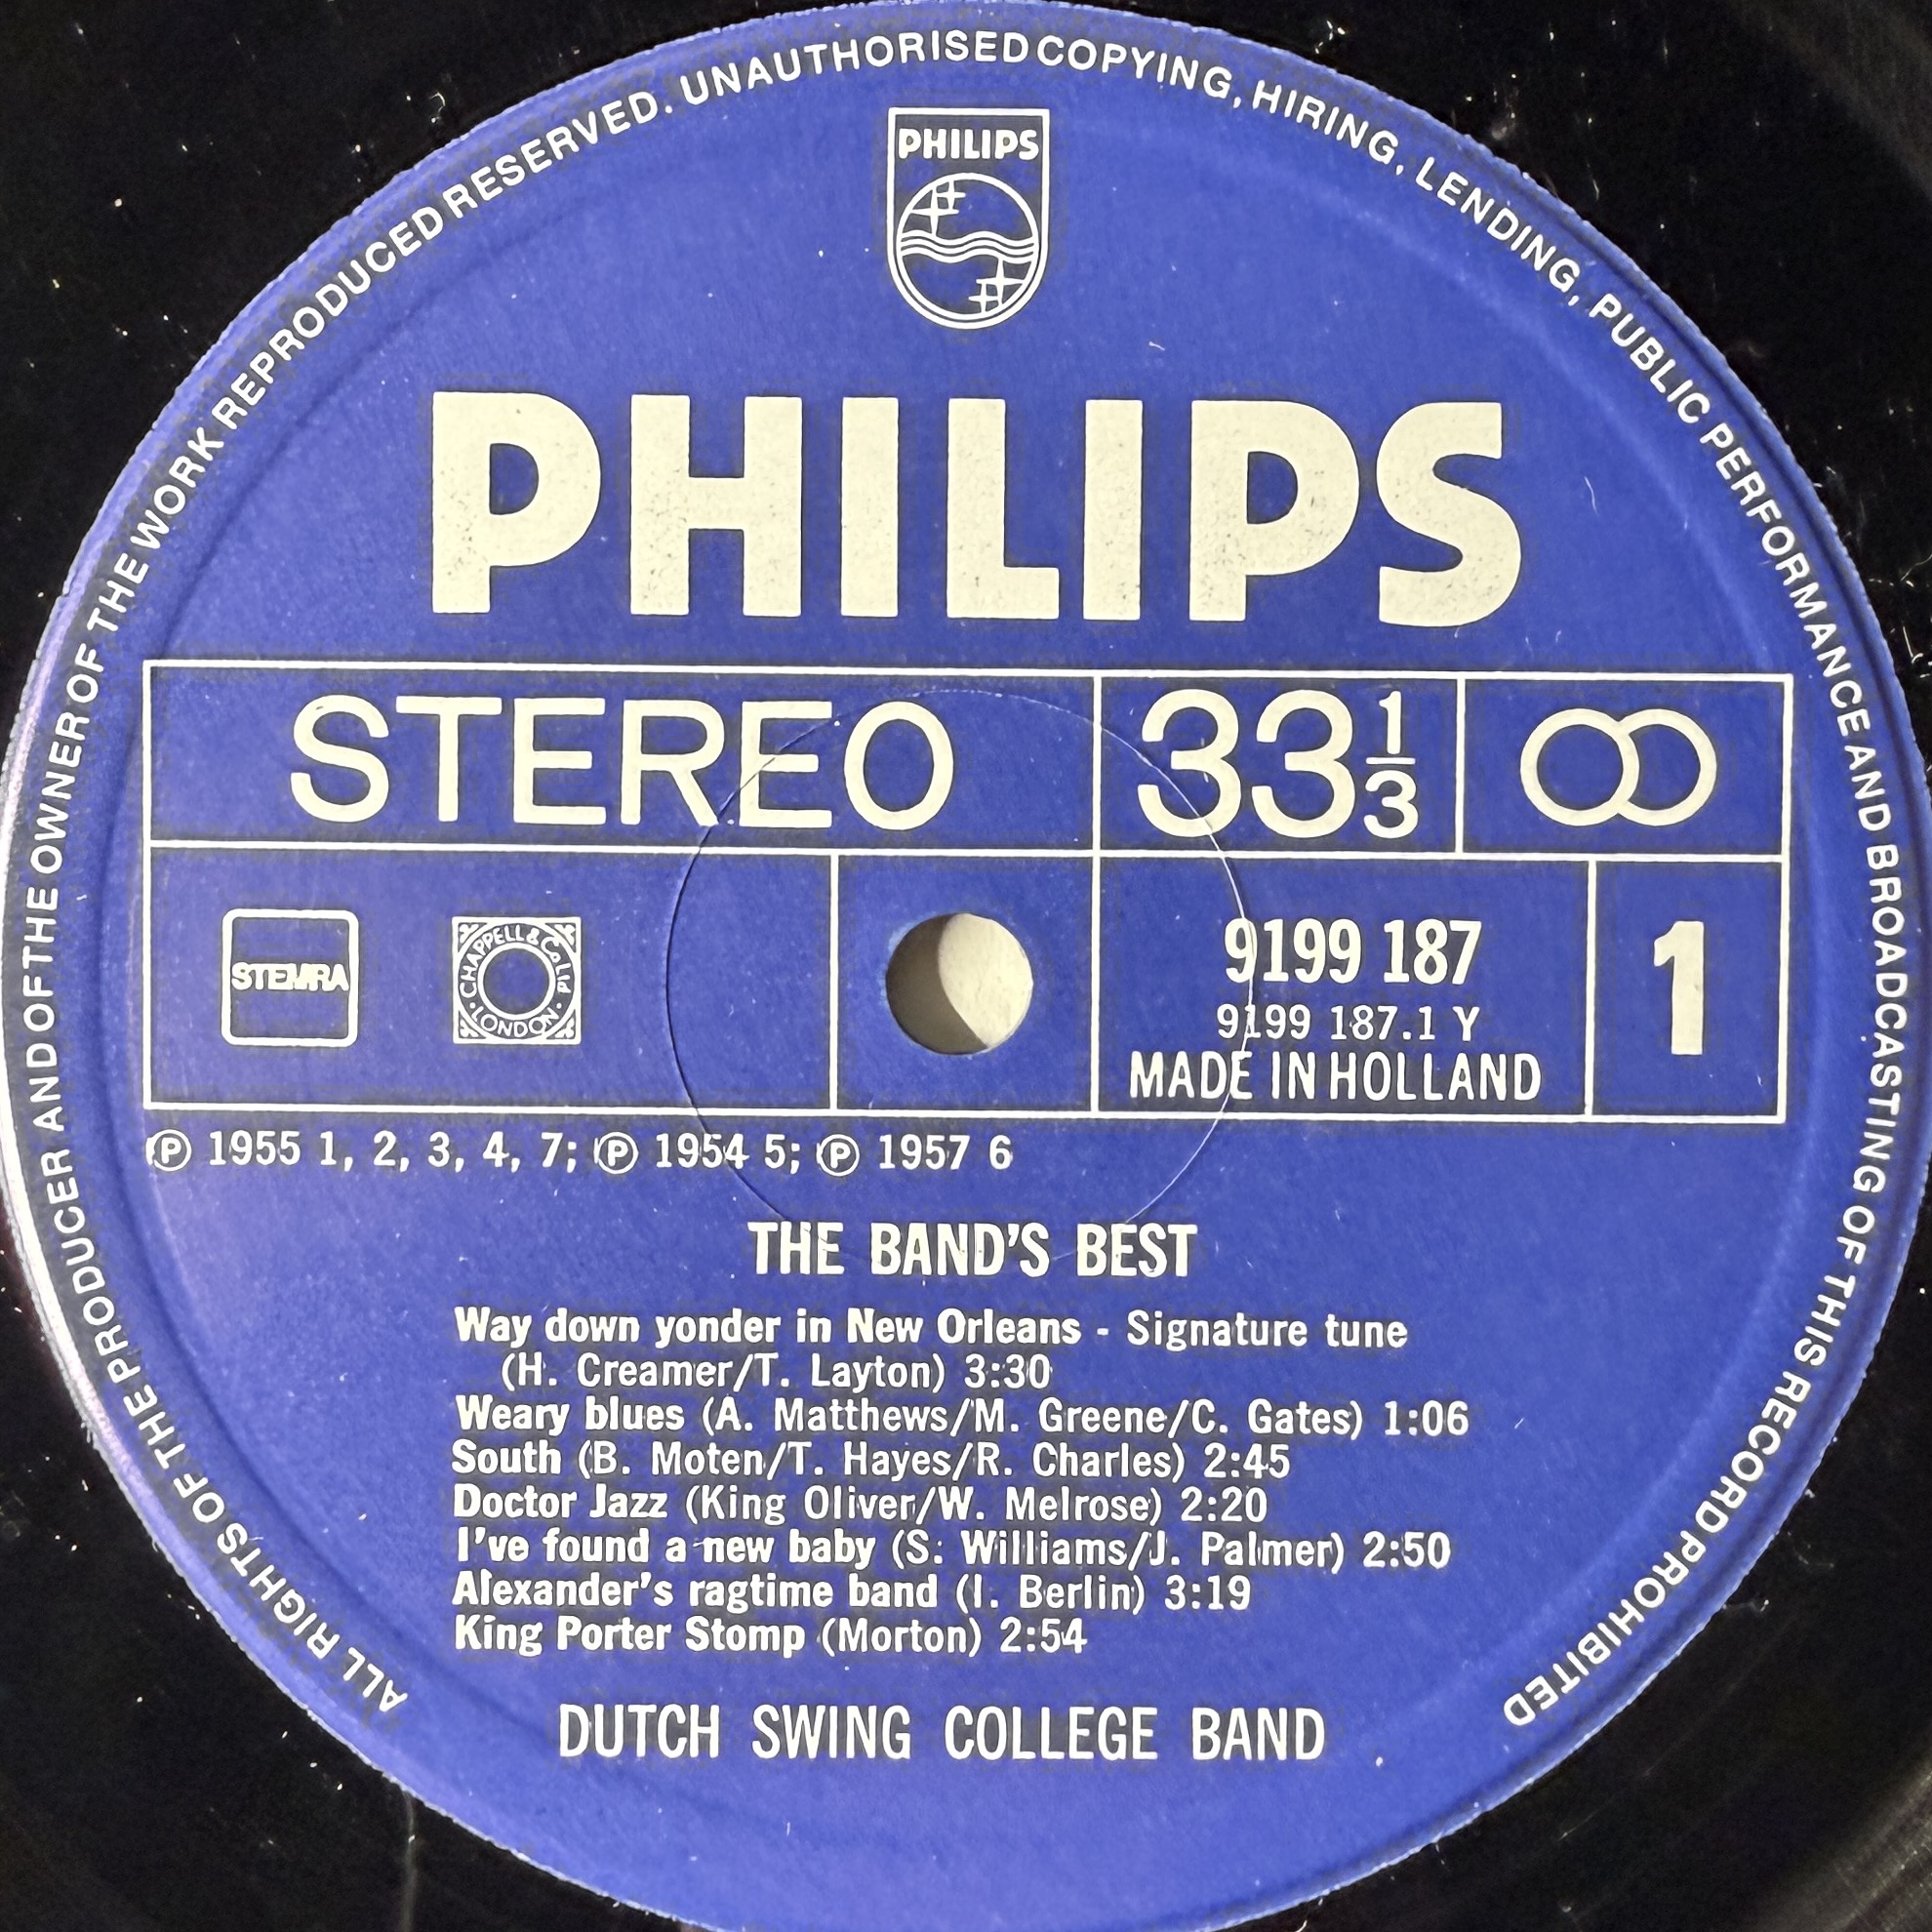 ALL RIGHTS OF THE PRODUCER AND OF THE OWNER OF THE WORK REPRODUCED RESERVED. UNAUTHORISED COPYING, HIRING, LENDING, PUBLIC PERFORMANCE AND BROADCASTING OF THIS RECORD PROHIBITED
PHILIPS
PHILIPS
STEREO 33 1/3
STEMRA
CHAPPELL & Co LTD · LONDON ·
9199 187
9199 187.1 Y
MADE IN HOLLAND
1
Ⓟ 1955 1, 2, 3, 4, 7; Ⓟ 1954 5; Ⓟ 1957 6
THE BAND'S BEST
Way down yonder in New Orleans - Signature tune
(H. Creamer/T. Layton) 3:30
Weary blues (A. Matthews/M. Greene/C. Gates) 1:06
South (B. Moten/T. Hayes/R. Charles) 2:45
Doctor Jazz (King Oliver/W. Melrose) 2:20
I've found a new baby (S. Williams/J. Palmer) 2:50
Alexander's ragtime band (I. Berlin) 3:19
King Porter Stomp (Morton) 2:54
DUTCH SWING COLLEGE BAND